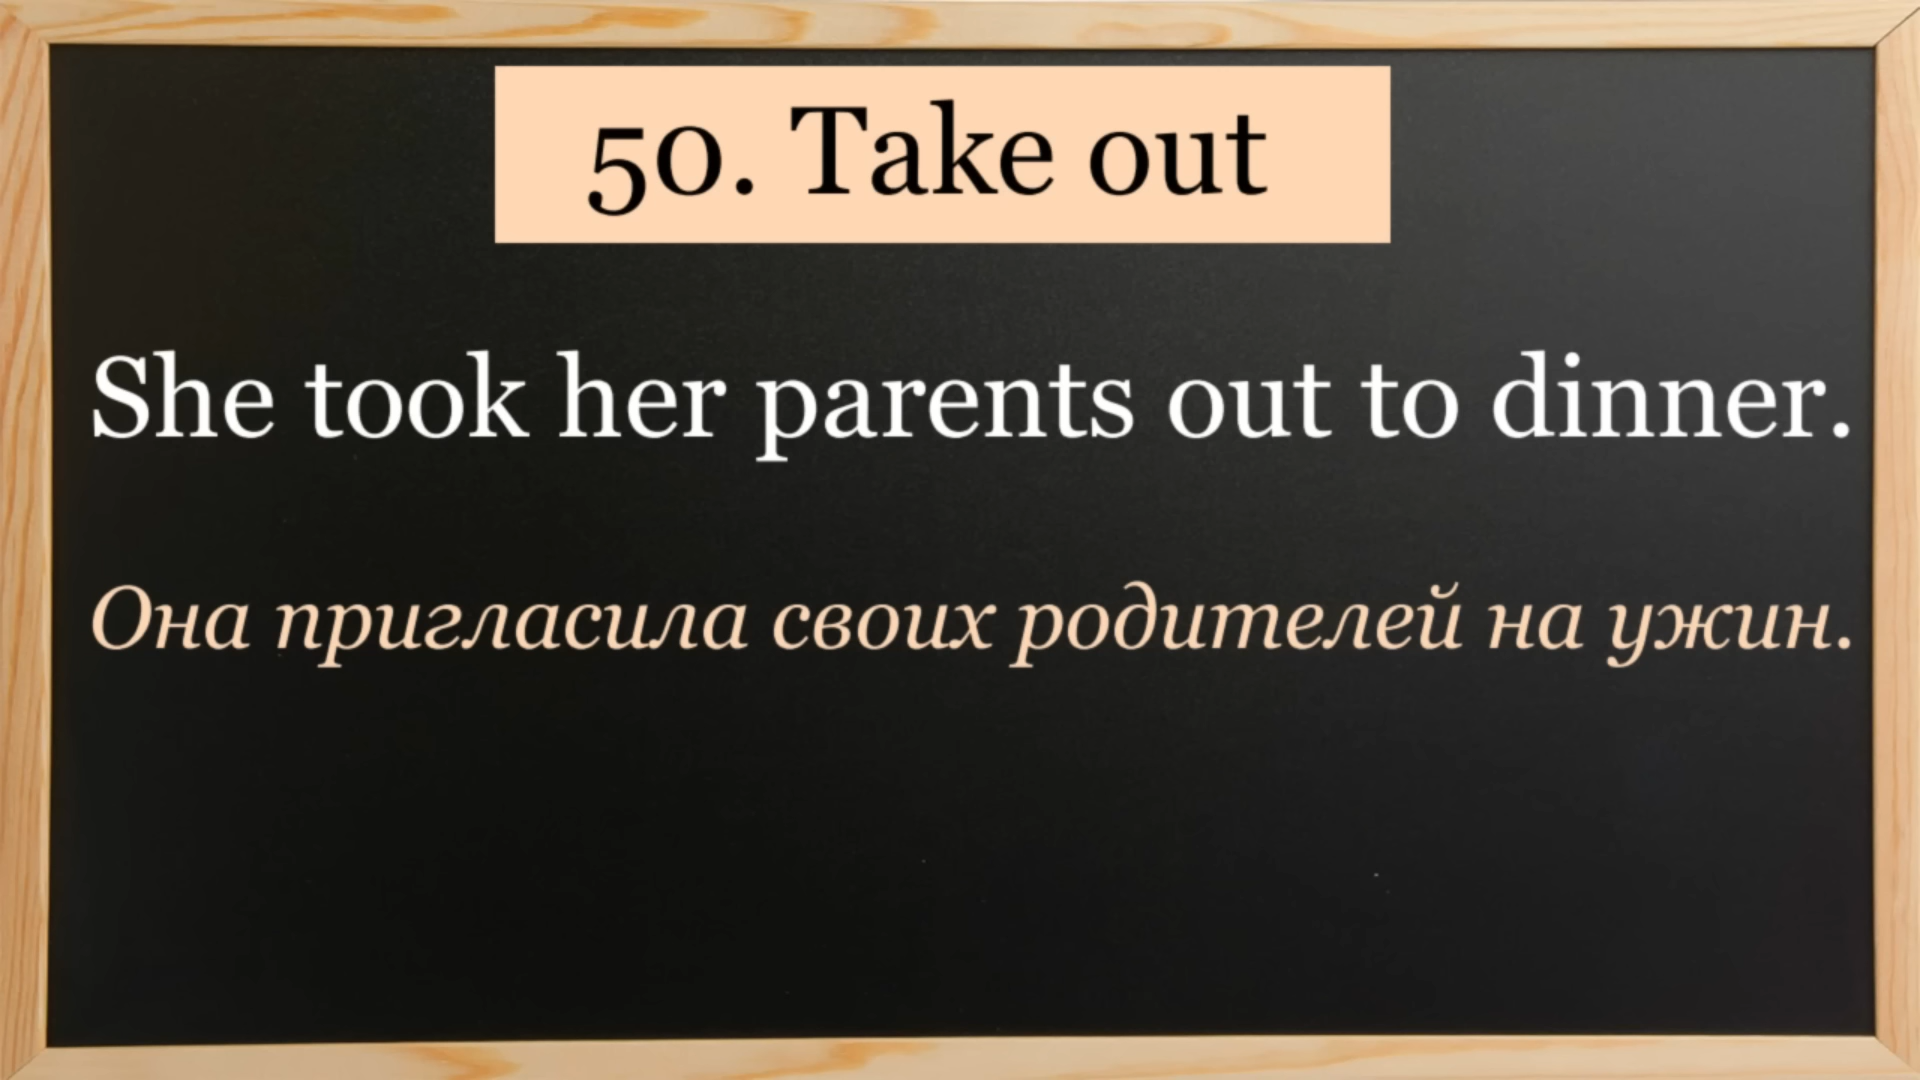 50. Take out
She took her parents out to dinner.
Она пригласила своих родителей на ужин.